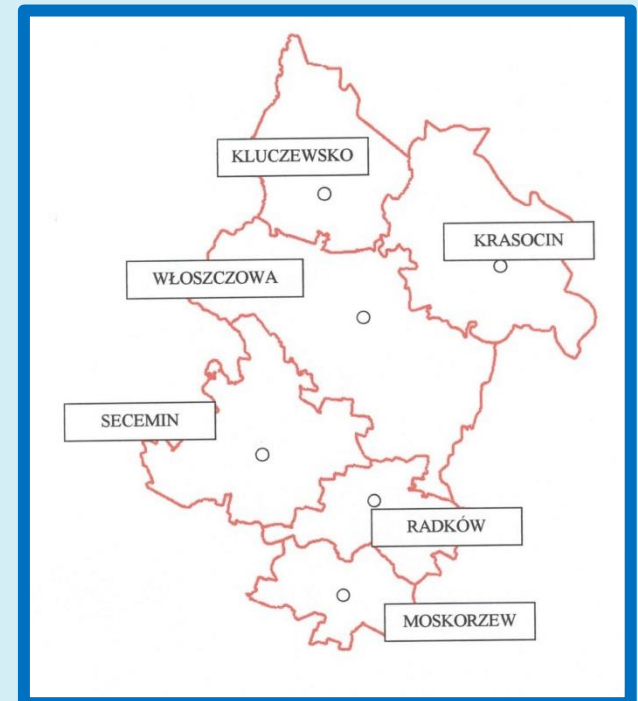 KLUCZEWSKO
KRASOCIN
WŁOSZCZOWA
SECEMIN
RADKÓW
MOSKORZEW